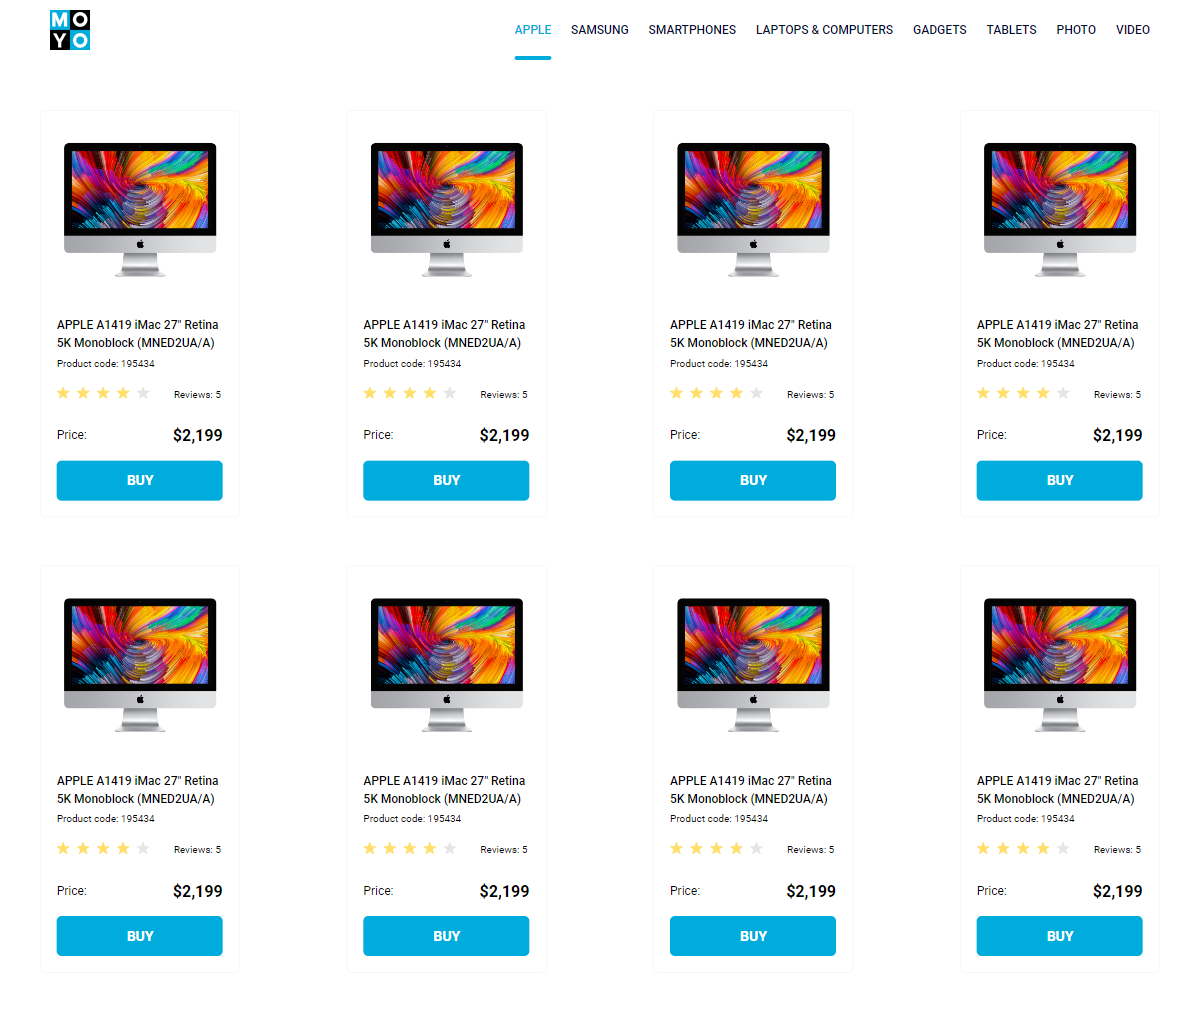 MO
YO
APPLE SAMSUNG SMARTPHONES LAPTOPS & COMPUTERS GADGETS TABLETS PHOTO VIDEO
APPLE A1419 iMac 27" Retina
5K Monoblock (MNED2UA/A)
Product code: 195434
Reviews: 5
Price: $2,199
BUY
APPLE A1419 iMac 27" Retina
5K Monoblock (MNED2UA/A)
Product code: 195434
Reviews: 5
Price: $2,199
BUY
APPLE A1419 iMac 27" Retina
5K Monoblock (MNED2UA/A)
Product code: 195434
Reviews: 5
Price: $2,199
BUY
APPLE A1419 iMac 27" Retina
5K Monoblock (MNED2UA/A)
Product code: 195434
Reviews: 5
Price: $2,199
BUY
APPLE A1419 iMac 27" Retina
5K Monoblock (MNED2UA/A)
Product code: 195434
Reviews: 5
Price: $2,199
BUY
APPLE A1419 iMac 27" Retina
5K Monoblock (MNED2UA/A)
Product code: 195434
Reviews: 5
Price: $2,199
BUY
APPLE A1419 iMac 27" Retina
5K Monoblock (MNED2UA/A)
Product code: 195434
Reviews: 5
Price: $2,199
BUY
APPLE A1419 iMac 27" Retina
5K Monoblock (MNED2UA/A)
Product code: 195434
Reviews: 5
Price: $2,199
BUY